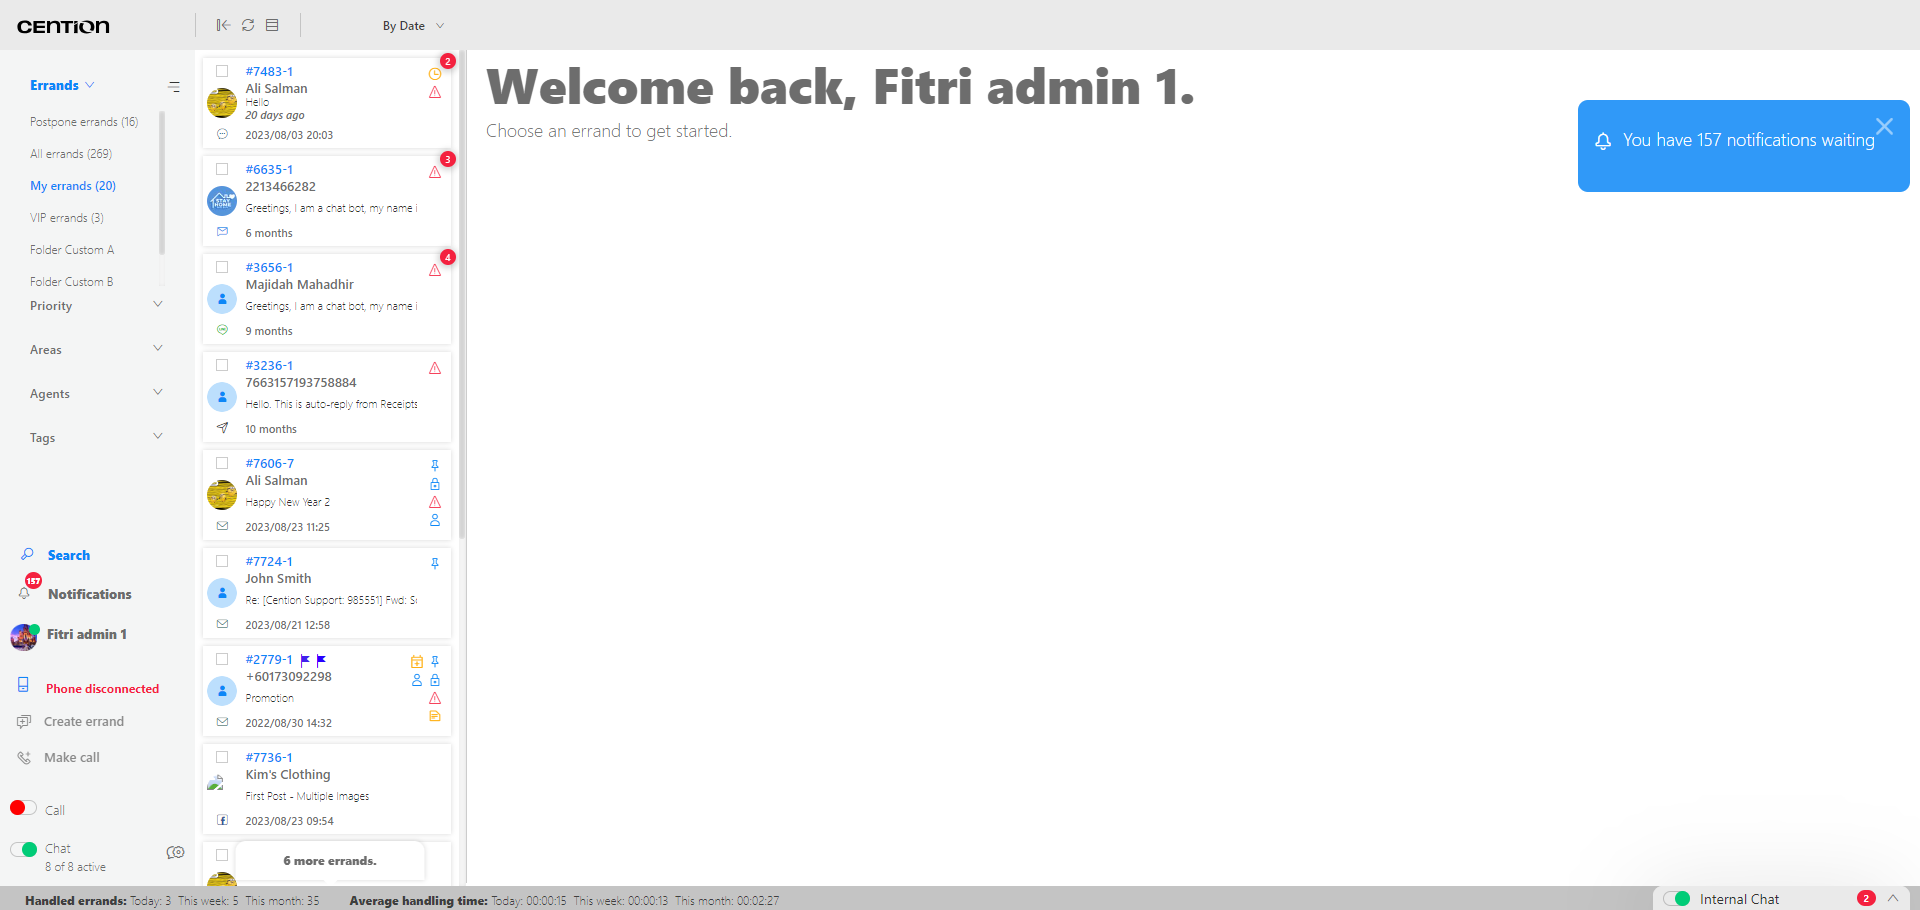 CENTION
By Date
Errands
Postpone errands (16)
All errands (269)
My errands (20)
VIP errands (3)
Folder Custom A
Folder Custom B
Priority
Areas
Agents
Tags
Search
157
Notifications
Fitri admin 1
Phone disconnected
Create errand
Make call
Call
Chat
8 of 8 active
2
#7483-1
Ali Salman
Hello
20 days ago
2023/08/03 20:03
3
#6635-1
2213466282
STAY HOME
Greetings, I am a chat bot, my name i
6 months
4
#3656-1
Majidah Mahadhir
Greetings, I am a chat bot, my name i
9 months
#3236-1
7663157193758884
Hello. This is auto-reply from Receipts
10 months
#7606-7
Ali Salman
Happy New Year 2
2023/08/23 11:25
#7724-1
John Smith
Re: [Cention Support: 985551] Fwd: S
2023/08/21 12:58
#2779-1
+60173092298
Promotion
2022/08/30 14:32
#7736-1
Kim's Clothing
First Post - Multiple Images
2023/08/23 09:54
6 more errands.
Welcome back, Fitri admin 1.
Choose an errand to get started.
You have 157 notifications waiting
Handled errands: Today: 3 This week: 5 This month: 35 Average handling time: Today: 00:00:15 This week: 00:00:13 This month: 00:02:27
Internal Chat 2